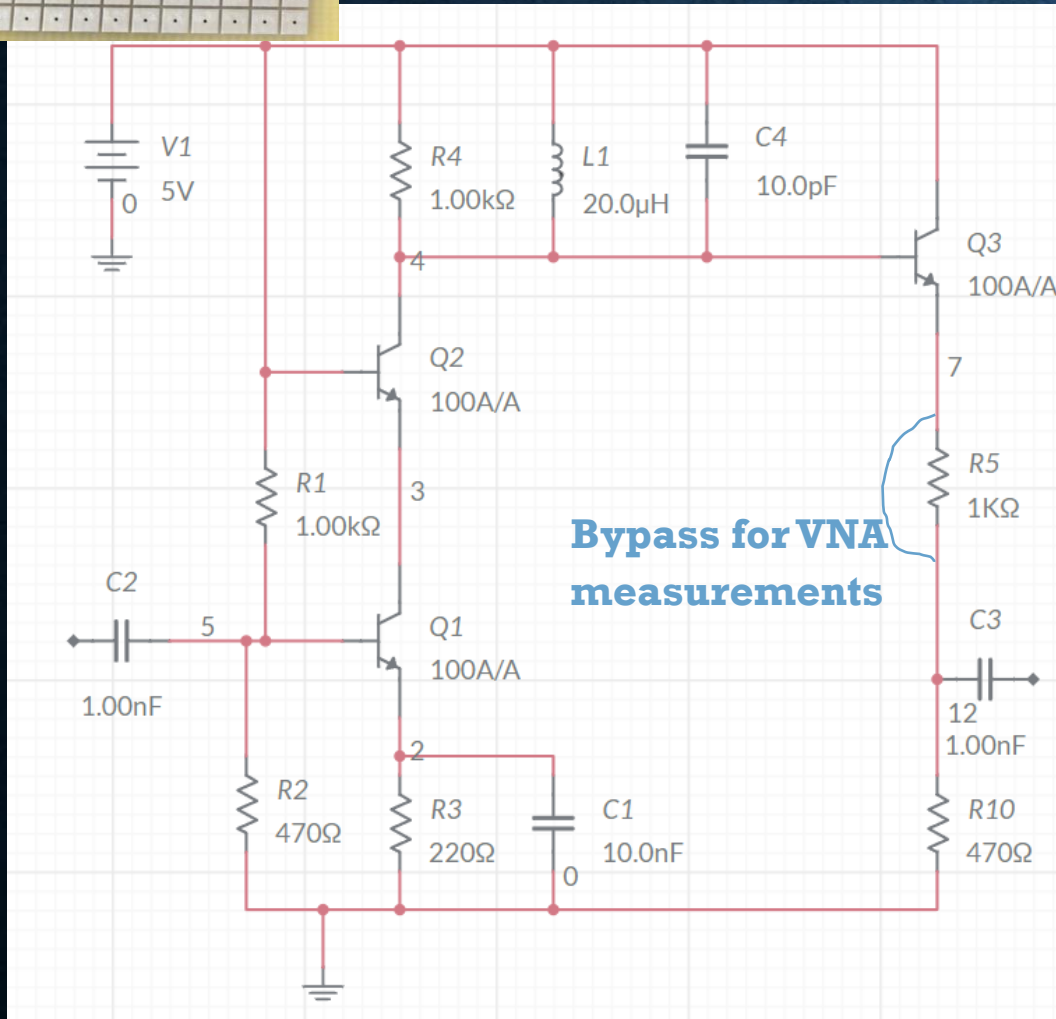 V1
5V
0
R4
1.00kΩ
L1
20.0µH
C4
10.0pF
4
Q3
100A/A
Q2
100A/A
7
R1
1.00kΩ
3
R5
1KΩ
Bypass for VNA
measurements
C2
5
1.00nF
Q1
100A/A
C3
12
1.00nF
2
R2
470Ω
R3
220Ω
C1
10.0nF
0
R10
470Ω